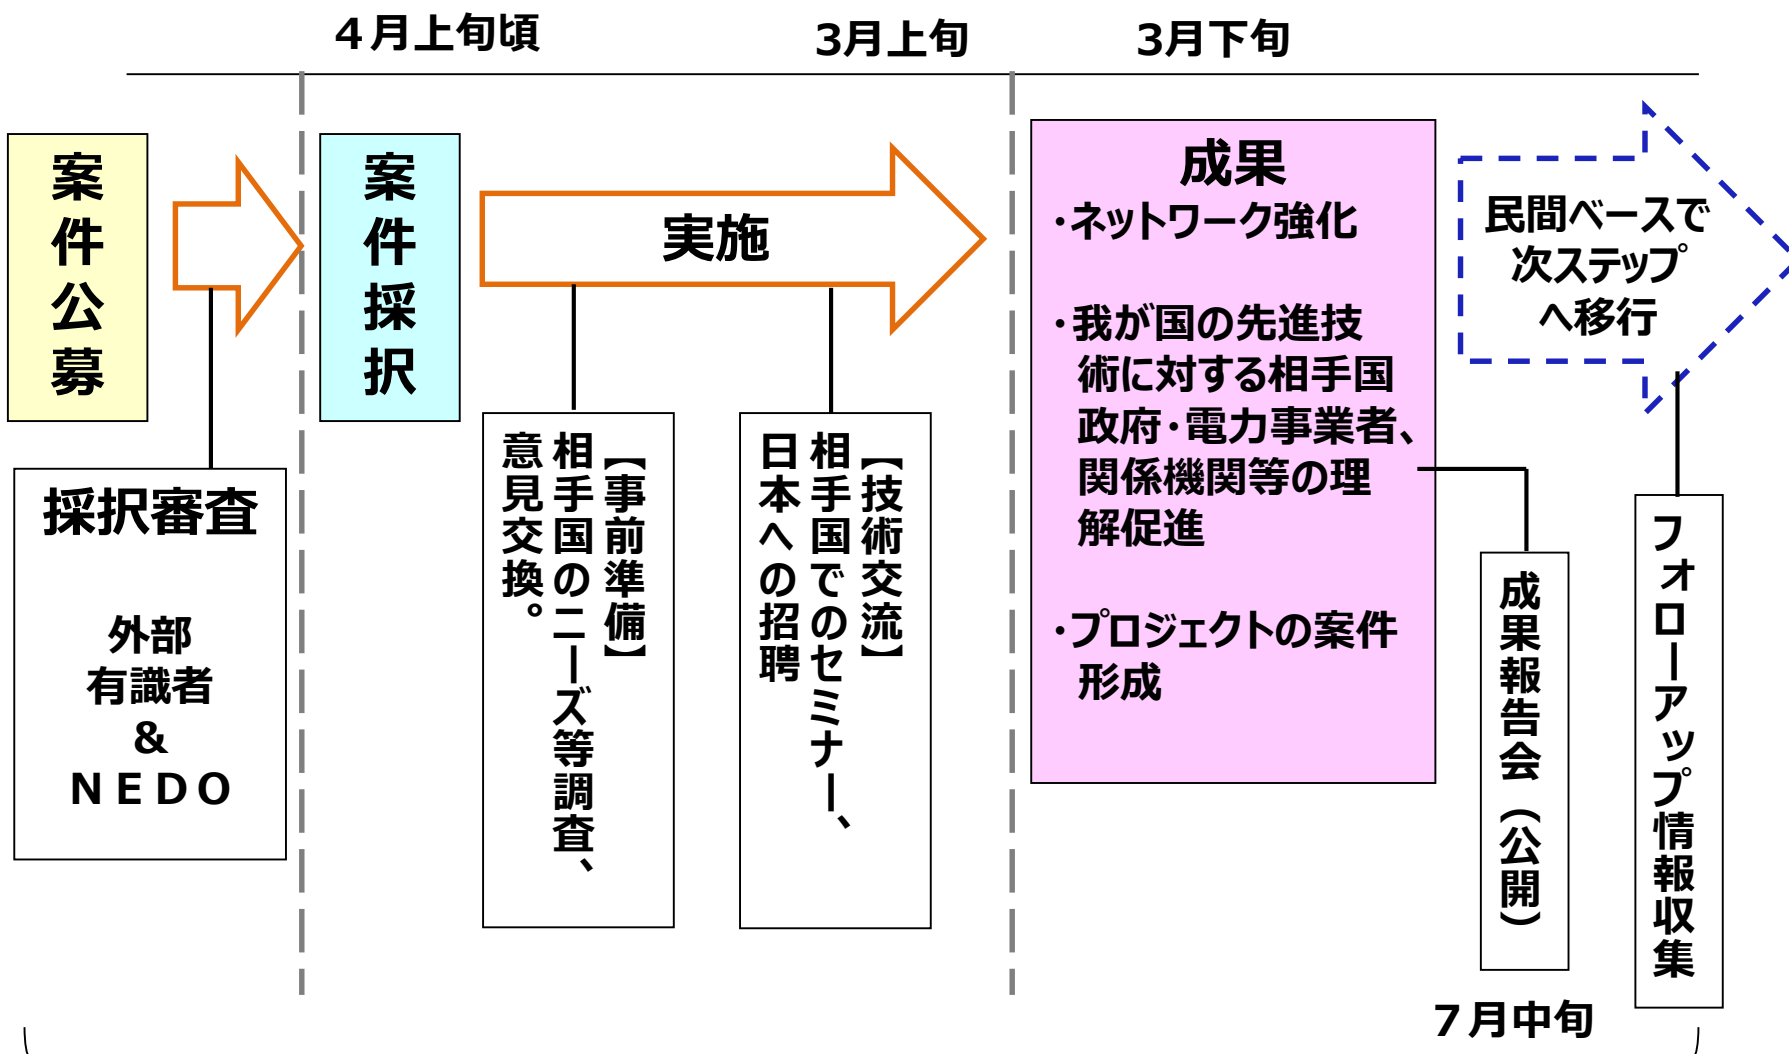 ４月上旬頃
3月上旬
3月下旬
案件公募
案件採択
実施
採択審査
外部
有識者
&
ＮＥＤＯ
【事前準備】
相手国のニーズ等調査、
意見交換。
【技術交流】
相手国でのセミナー、
日本への招聘
成果
・ネットワーク強化
・我が国の先進技
術に対する相手国
政府・電力事業者、
関係機関等の理
解促進
・プロジェクトの案件
形成
民間ベースで
次ステップ
へ移行
成果報告会（公開）
フォローアップ情報収集
７月中旬